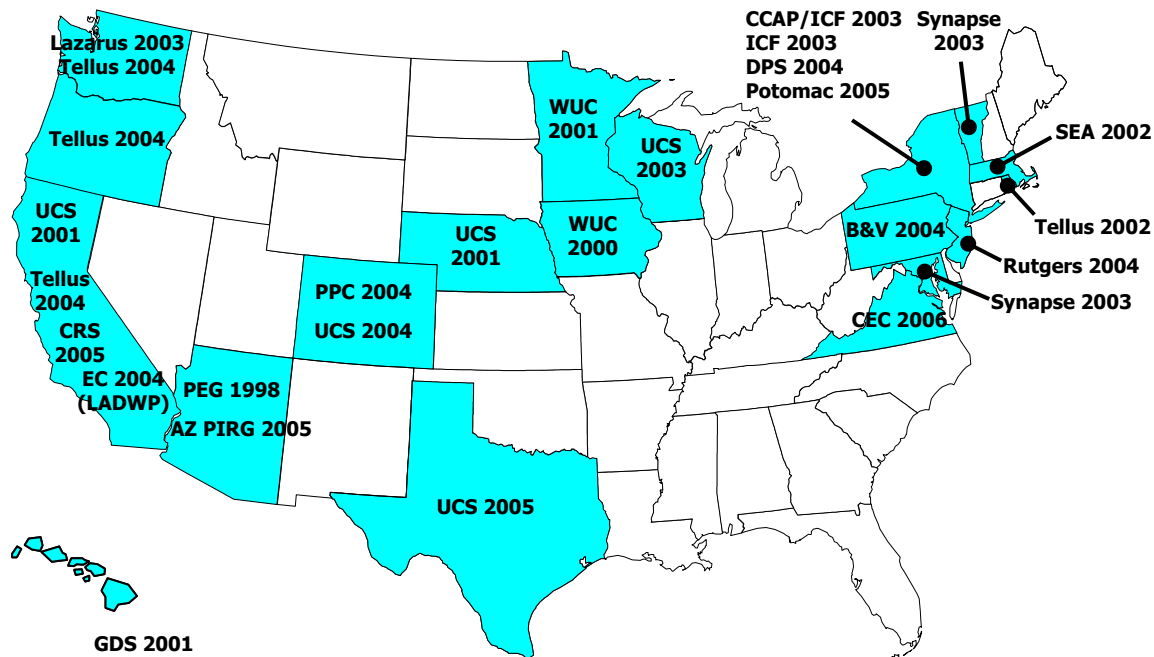 CCAP/ICF 2003
ICF 2003
DPS 2004
Potomac 2005
Synapse
2003
Lazarus 2003
Tellus 2004
Tellus 2004
WUC
2001
UCS
2003
SEA 2002
UCS
2001
UCS
2001
WUC
2000
B&V 2004
Tellus 2002
Rutgers 2004
Tellus
2004
PPC 2004
UCS 2004
Synapse 2003
CEC 2006
CRS
2005
EC 2004
(LADWP)
PEG 1998
AZ PIRG 2005
UCS 2005
GDS 2001